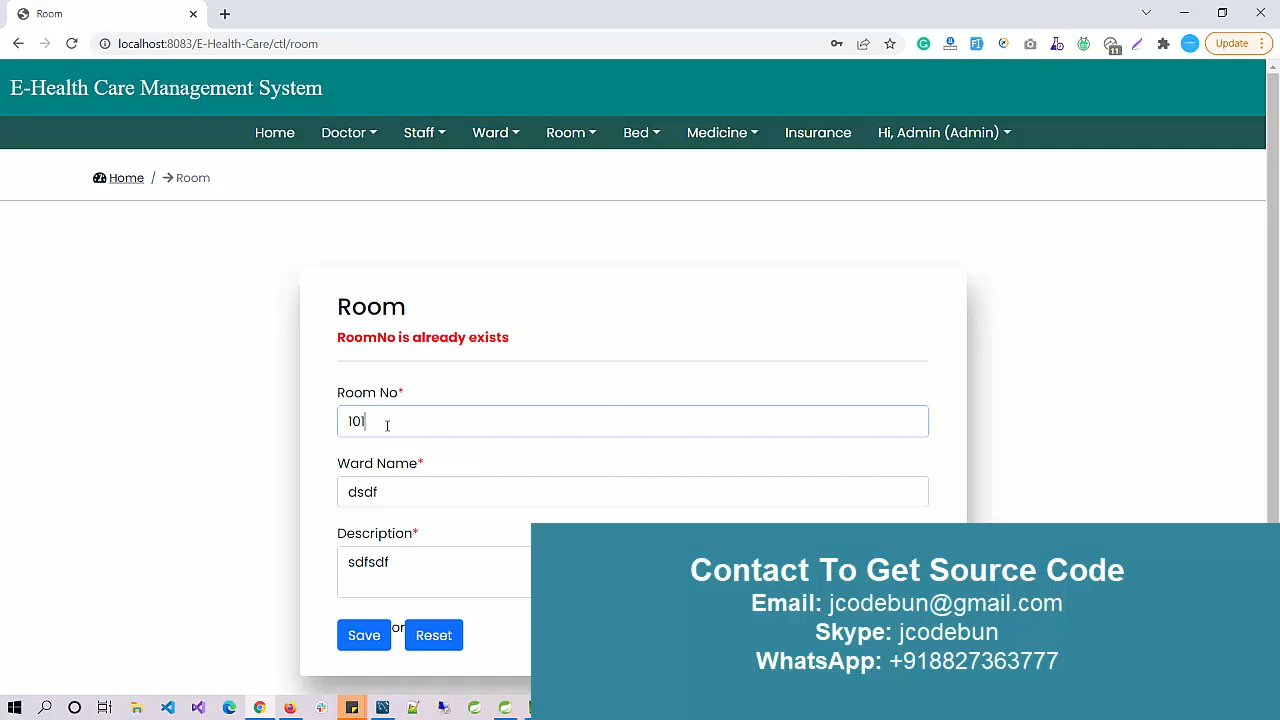 Room
localhost:8083/E-Health-Care/ctl/room
11
Update
E-Health Care Management System
Home Doctor Staff Ward Room Bed Medicine Insurance Hi, Admin (Admin)
Home / Room
Room
RoomNo is already exists
Room No*
101
Ward Name*
dsdf
Description*
sdfsdf
Save or Reset
Contact To Get Source Code
Email: jcodebun@gmail.com
Skype: jcodebun
WhatsApp: +918827363777